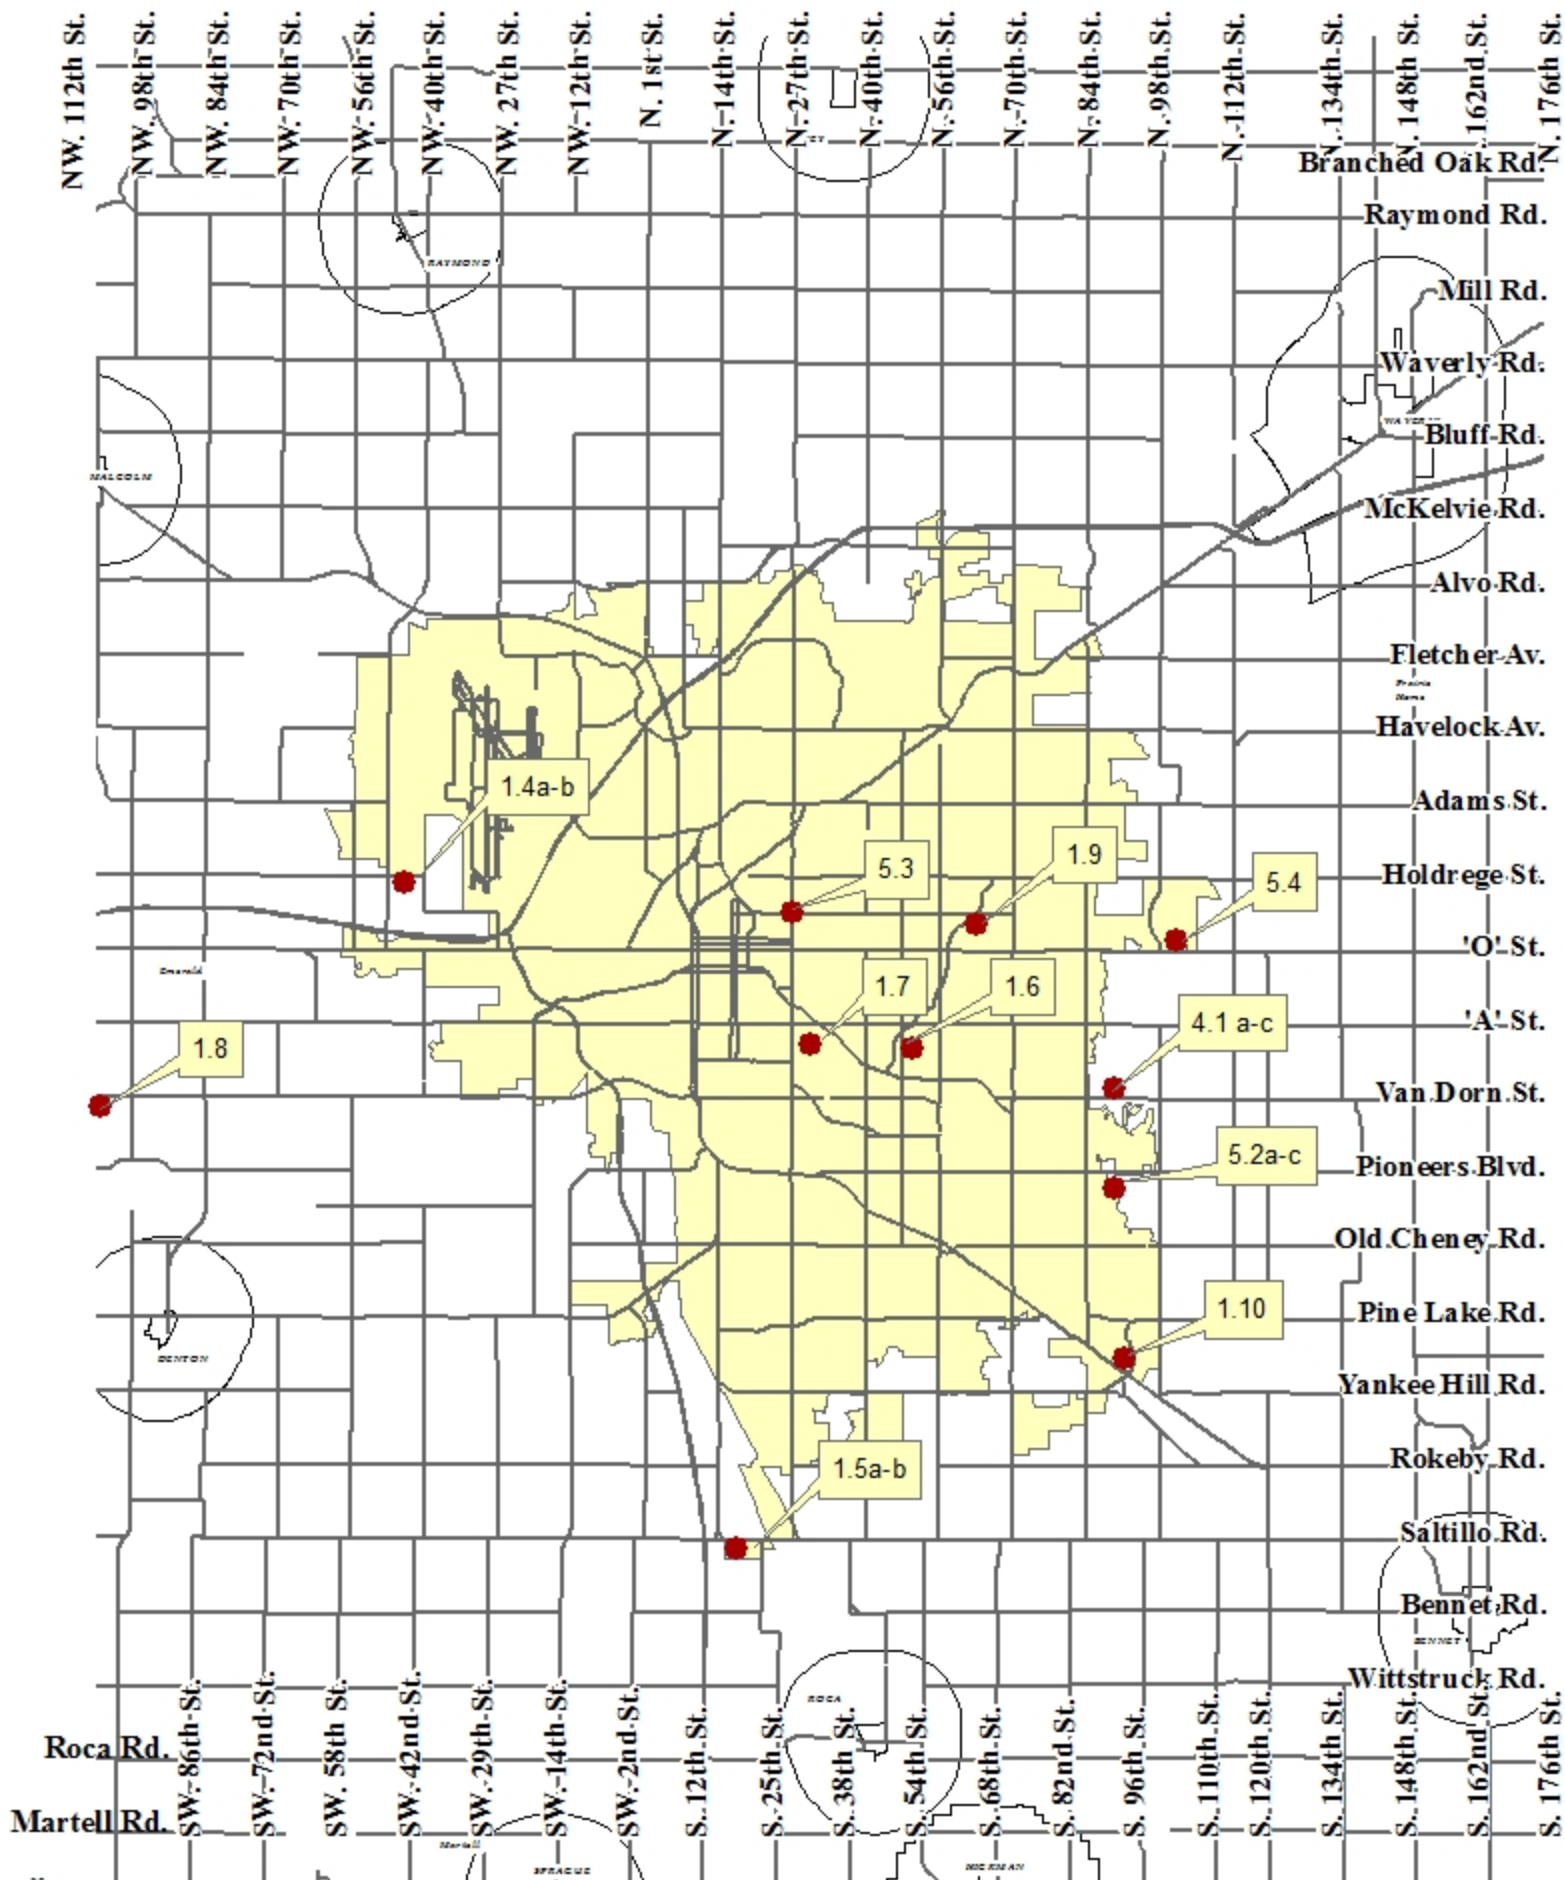 NW. 112th St.
NW. 98th St.
NW. 84th St.
NW. 70th St.
NW. 56th St.
NW. 40th St.
NW. 27th St.
NW. 12th St.
N. 1st St.
N. 14th St.
N. 27th St.
N. 40th St.
N. 56th St.
N. 70th St.
N. 84th St.
N. 98th St.
N. 112th St.
N. 134th St.
N. 148th St.
162nd St.
N. 176th St.
Branched Oak Rd.
Raymond Rd.
RAYMOND
Mill Rd.
Waverly Rd.
Bluff Rd.
MALCOLM
McKelvie Rd.
Alvo Rd.
Fletcher Av.
Prairie
Home
Havelock Av.
1.4a-b
Adams St.
5.3
1.9
5.4
Holdrege St.
'O' St.
Emerald
1.7
1.6
4.1 a-c
'A' St.
1.8
Van Dorn St.
5.2a-c
Pioneers Blvd.
Old Cheney Rd.
1.10
Pine Lake Rd.
DENTON
Yankee Hill Rd.
1.5a-b
Rokeby Rd.
Saltillo Rd.
Bennet Rd.
BENNET
Wittstruck Rd.
ROCA
Roca Rd.
Martell Rd.
SW. 86th St.
SW. 72nd St.
SW. 58th St.
SW. 42nd St.
SW. 29th St.
SW. 14th St.
SW. 2nd St.
S. 12th St.
S. 25th St.
S. 38th St.
S. 54th St.
S. 68th St.
S. 82nd St.
S. 96th St.
S. 110th St.
S. 120th St.
S. 134th St.
S. 148th St.
S. 162nd St.
S. 176th St.
Martell
SPRAGUE
HICKMAN